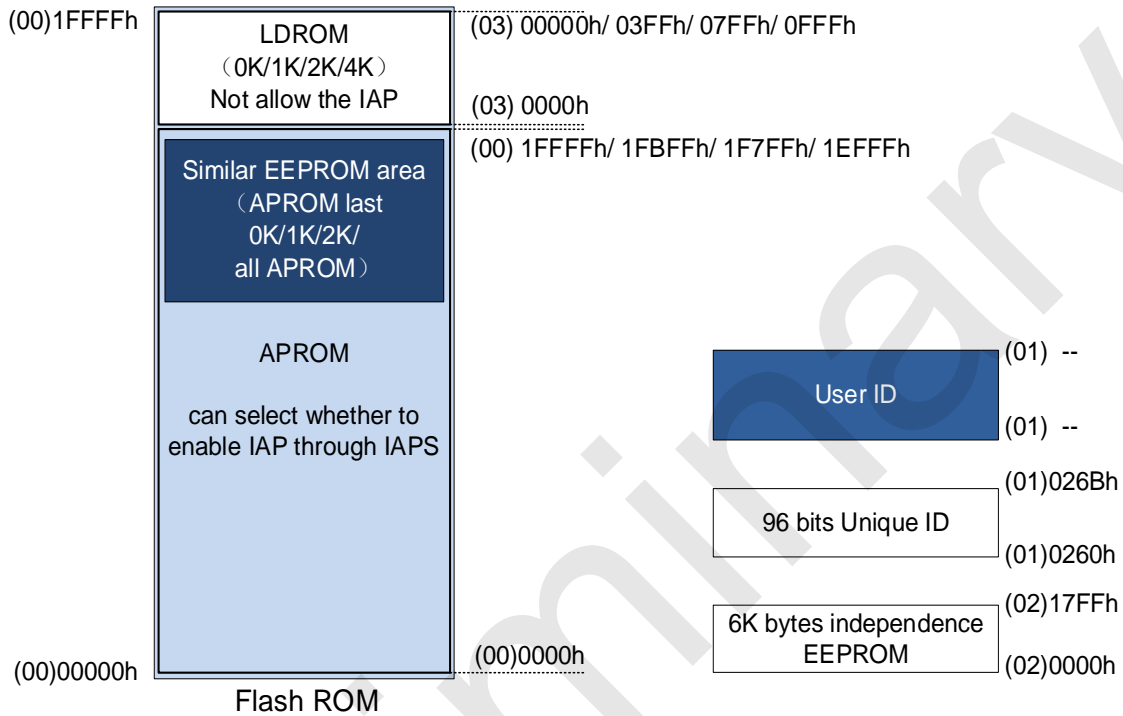 (00)1FFFFh
LDROM
（0K/1K/2K/4K）
Not allow the IAP
(03) 00000h/ 03FFh/ 07FFh/ 0FFFh
(03) 0000h
(00) 1FFFFh/ 1FBFFh/ 1F7FFh/ 1EFFFh
Similar EEPROM area
（APROM last
0K/1K/2K/
all APROM）
APROM
can select whether to
enable IAP through IAPS
(00)00000h
(00)0000h
Flash ROM
(01) --
User ID
(01) --
(01)026Bh
96 bits Unique ID
(01)0260h
(02)17FFh
6K bytes independence
EEPROM
(02)0000h